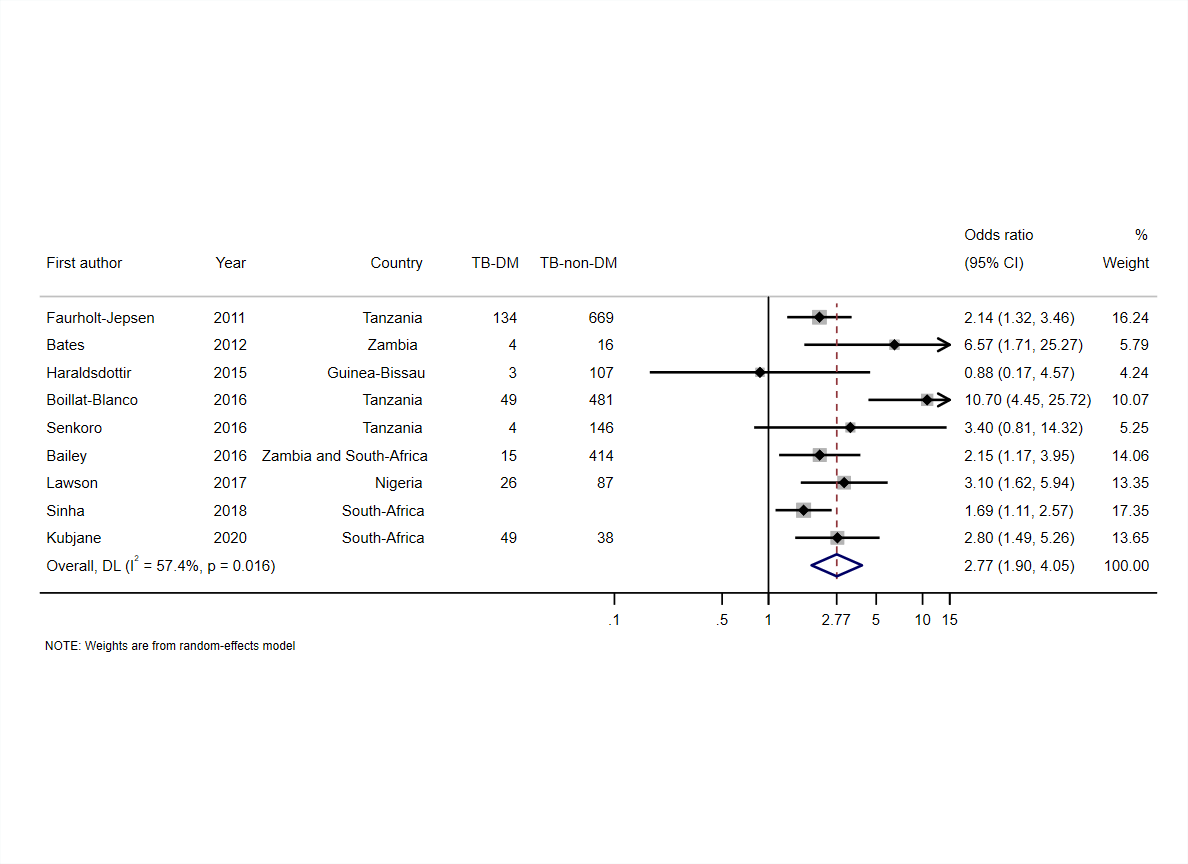 Odds ratio %
First author Year Country TB-DM TB-non-DM (95% CI) Weight
Faurholt-Jepsen 2011 Tanzania 134 669 2.14 (1.32, 3.46) 16.24
Bates 2012 Zambia 4 16 6.57 (1.71, 25.27) 5.79
Haraldsdottir 2015 Guinea-Bissau 3 107 0.88 (0.17, 4.57) 4.24
Boillat-Blanco 2016 Tanzania 49 481 10.70 (4.45, 25.72) 10.07
Senkoro 2016 Tanzania 4 146 3.40 (0.81, 14.32) 5.25
Bailey 2016 Zambia and South-Africa 15 414 2.15 (1.17, 3.95) 14.06
Lawson 2017 Nigeria 26 87 3.10 (1.62, 5.94) 13.35
Sinha 2018 South-Africa 1.69 (1.11, 2.57) 17.35
Kubjane 2020 South-Africa 49 38 2.80 (1.49, 5.26) 13.65
Overall, DL (I² = 57.4%, p = 0.016) 2.77 (1.90, 4.05) 100.00
.1 .5 1 2.77 5 10 15
NOTE: Weights are from random-effects model